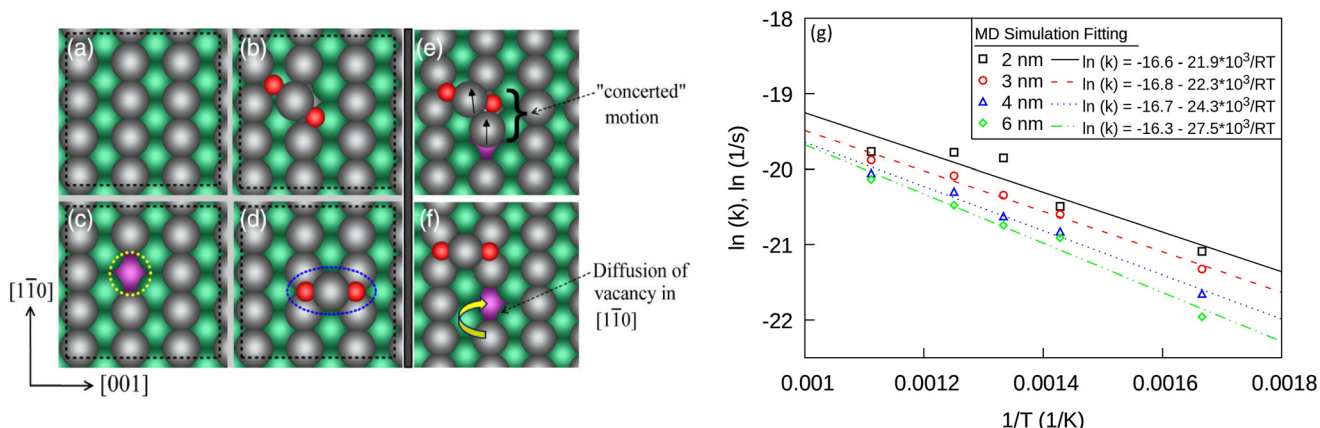 (a)
(b)
(e)
"concerted"
motion
(c)
(d)
(f)
Diffusion of
vacancy in
[11̅0]
[11̅0]
[001]
(g)
MD Simulation Fitting
2 nm ln (k) = -16.6 - 21.9*10³/RT
3 nm ln (k) = -16.8 - 22.3*10³/RT
4 nm ln (k) = -16.7 - 24.3*10³/RT
6 nm ln (k) = -16.3 - 27.5*10³/RT
-18
-19
-20
-21
-22
ln (k), ln (1/s)
0.001 0.0012 0.0014 0.0016 0.0018
1/T (1/K)